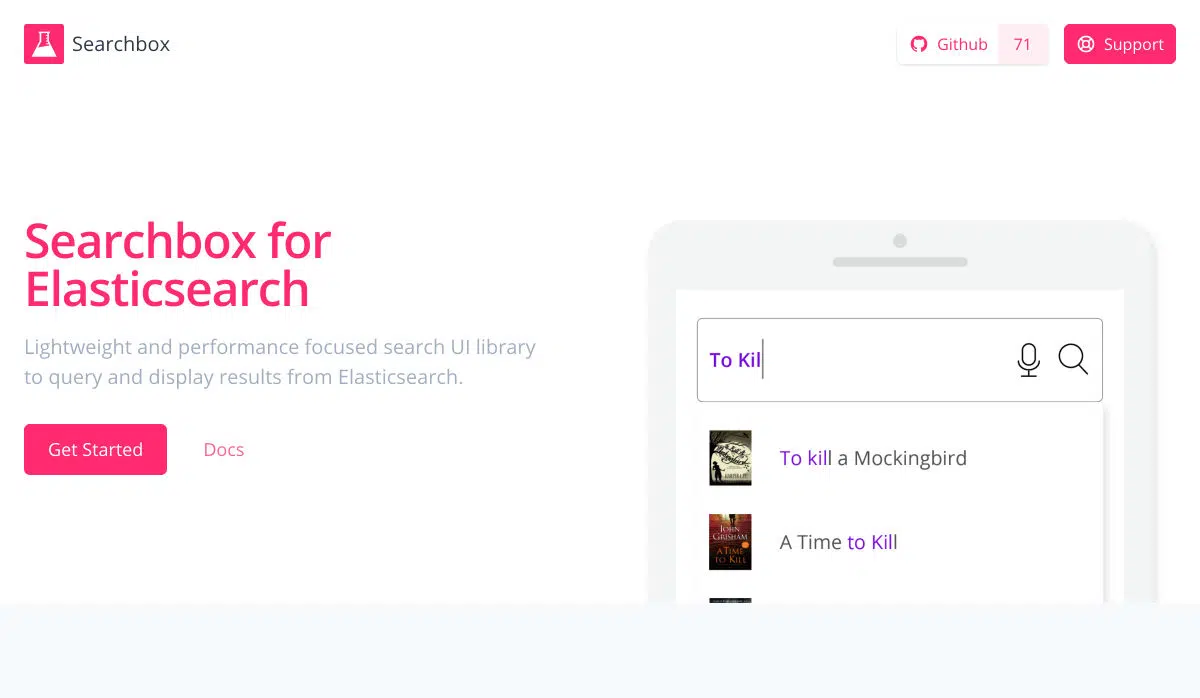 Searchbox
Github 71
Support
Searchbox for
Elasticsearch
Lightweight and performance focused search UI library
to query and display results from Elasticsearch.
Get Started
Docs
To Kil
To kill a Mockingbird
JOHN
GRISHAM
A TIME
TO KILL
A Time to Kill